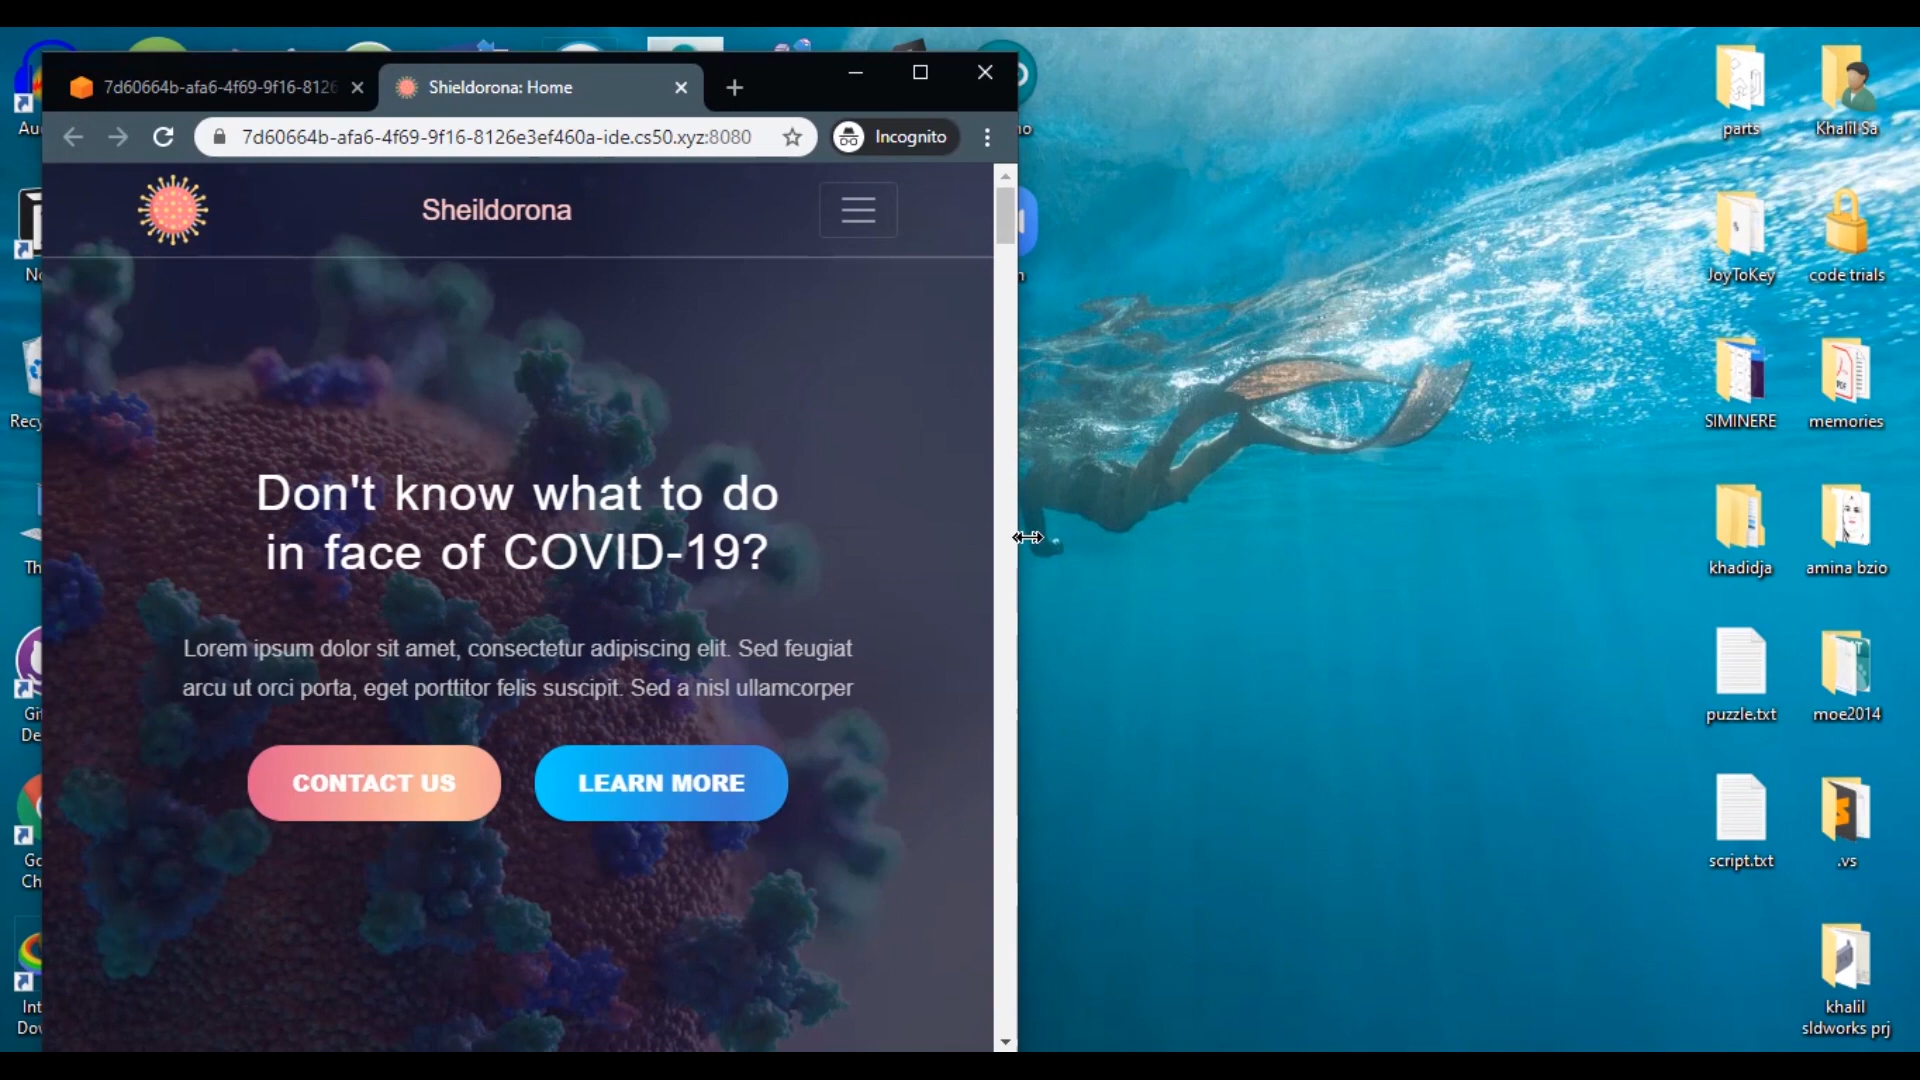 7d60664b-afa6-4f69-9f16-8126
Shieldorona: Home
7d60664b-afa6-4f69-9f16-8126e3ef460a-ide.cs50.xyz:8080
Incognito
Sheildorona
Don't know what to do
in face of COVID-19?
Lorem ipsum dolor sit amet, consectetur adipiscing elit. Sed feugiat
arcu ut orci porta, eget porttitor felis suscipit. Sed a nisl ullamcorper
CONTACT US
LEARN MORE
parts
Khalil Sa
JoyToKey
code trials
SIMINERE
memories
khadidja
amina bzio
puzzle.txt
moe2014
script.txt
.vs
khalil
sldworks prj